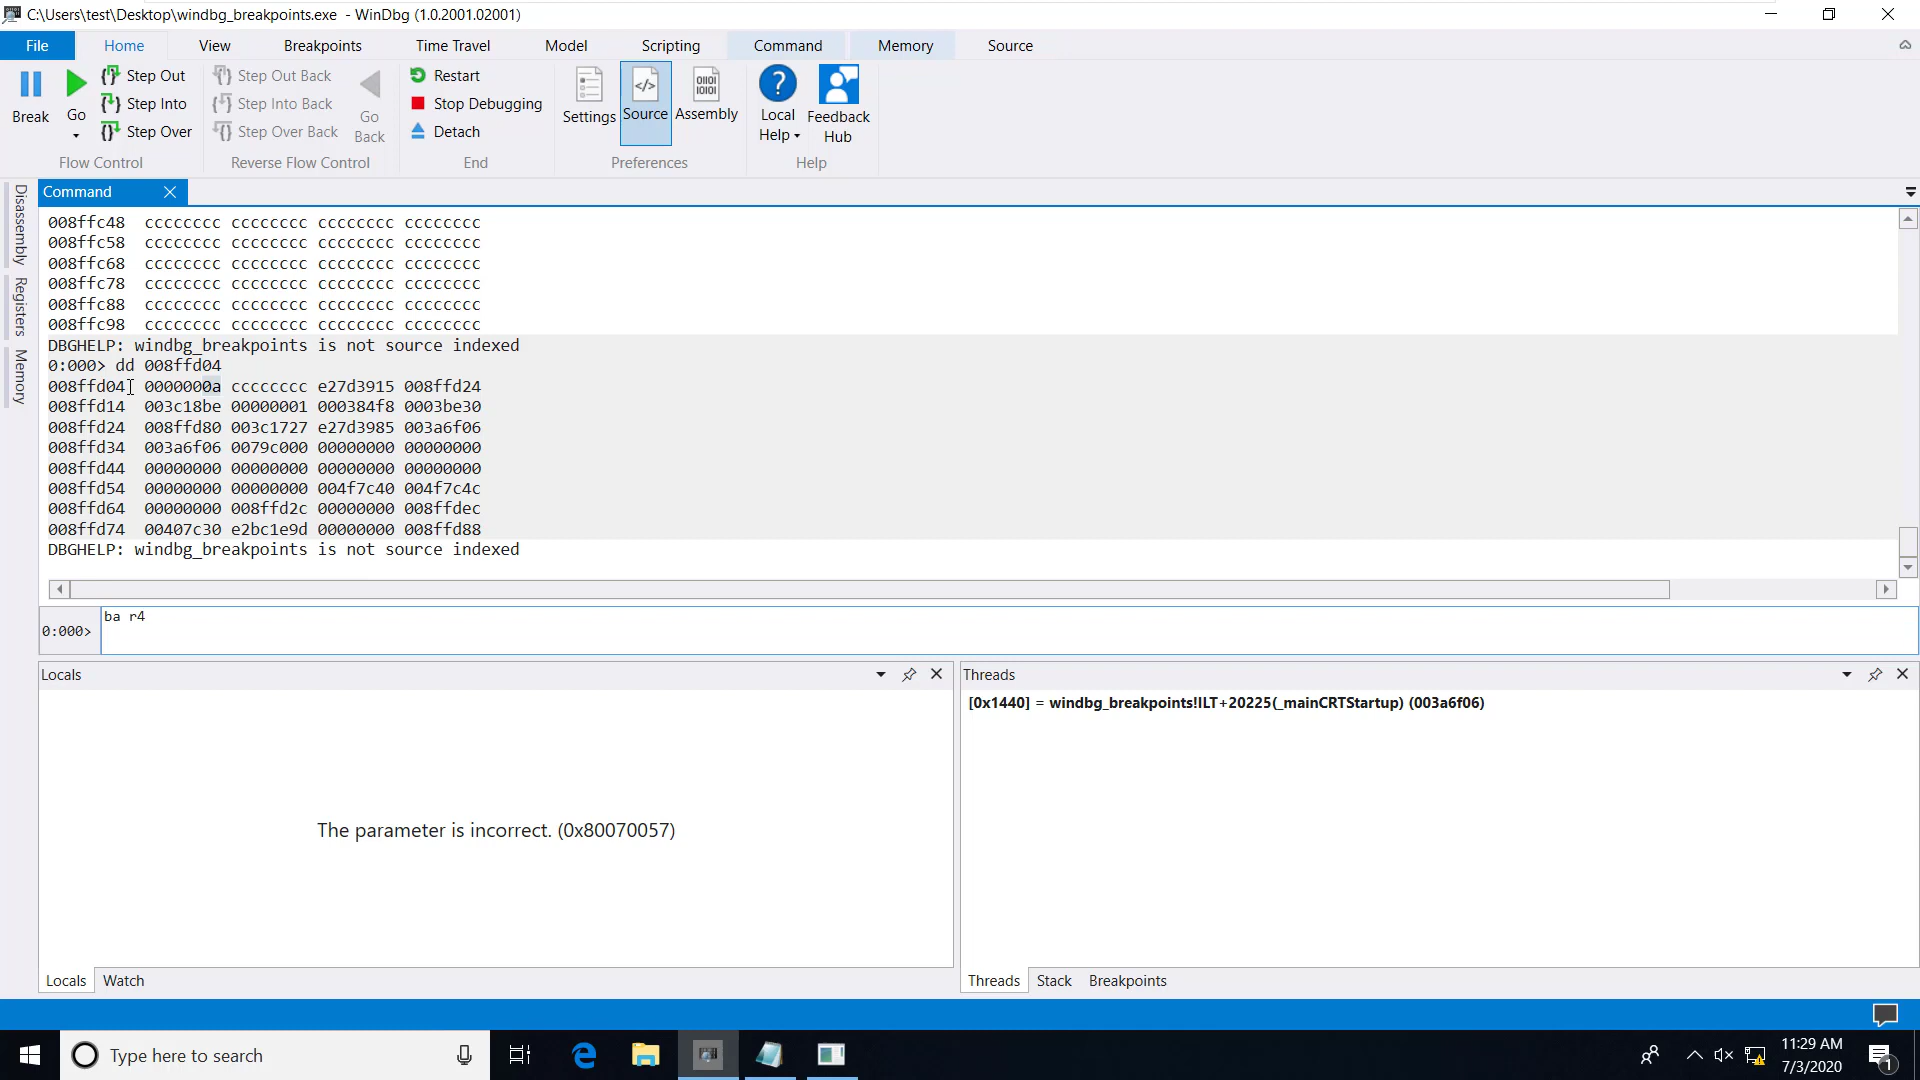 C:\Users\test\Desktop\windbg_breakpoints.exe - WinDbg (1.0.2001.02001)
File Home View Breakpoints Time Travel Model Scripting Command Memory Source
Break
Go
Step Out
Step Into
Step Over
Flow Control
Step Out Back
Step Into Back
Step Over Back
Go Back
Reverse Flow Control
Restart
Stop Debugging
Detach
End
Settings
Source
Assembly
Preferences
Local Help
Feedback Hub
Help
Disassembly
Registers
Memory
Command
008ffc48 cccccccc cccccccc cccccccc cccccccc
008ffc58 cccccccc cccccccc cccccccc cccccccc
008ffc68 cccccccc cccccccc cccccccc cccccccc
008ffc78 cccccccc cccccccc cccccccc cccccccc
008ffc88 cccccccc cccccccc cccccccc cccccccc
008ffc98 cccccccc cccccccc cccccccc cccccccc
DBGHELP: windbg_breakpoints is not source indexed
0:000> dd 008ffd04
008ffd04 0000000a cccccccc e27d3915 008ffd24
008ffd14 003c18be 00000001 000384f8 0003be30
008ffd24 008ffd80 003c1727 e27d3985 003a6f06
008ffd34 003a6f06 0079c000 00000000 00000000
008ffd44 00000000 00000000 00000000 00000000
008ffd54 00000000 00000000 004f7c40 004f7c4c
008ffd64 00000000 008ffd2c 00000000 008ffdec
008ffd74 00407c30 e2bc1e9d 00000000 008ffd88
DBGHELP: windbg_breakpoints is not source indexed
0:000> ba r4
Locals
The parameter is incorrect. (0x80070057)
Locals Watch
Threads
[0x1440] = windbg_breakpoints!ILT+20225(_mainCRTStartup) (003a6f06)
Threads Stack Breakpoints
Type here to search
11:29 AM
7/3/2020
1